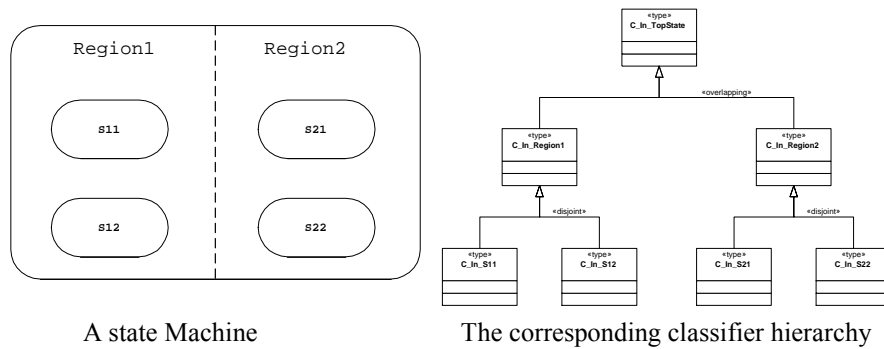 Region1
Region2
S11
S21
S12
S22
A state Machine
«type»
C_In_TopState
«overlapping»
«type»
C_In_Region1
«type»
C_In_Region2
«disjoint»
«disjoint»
«type»
C_In_S11
«type»
C_In_S12
«type»
C_In_S21
«type»
C_In_S22
The corresponding classifier hierarchy